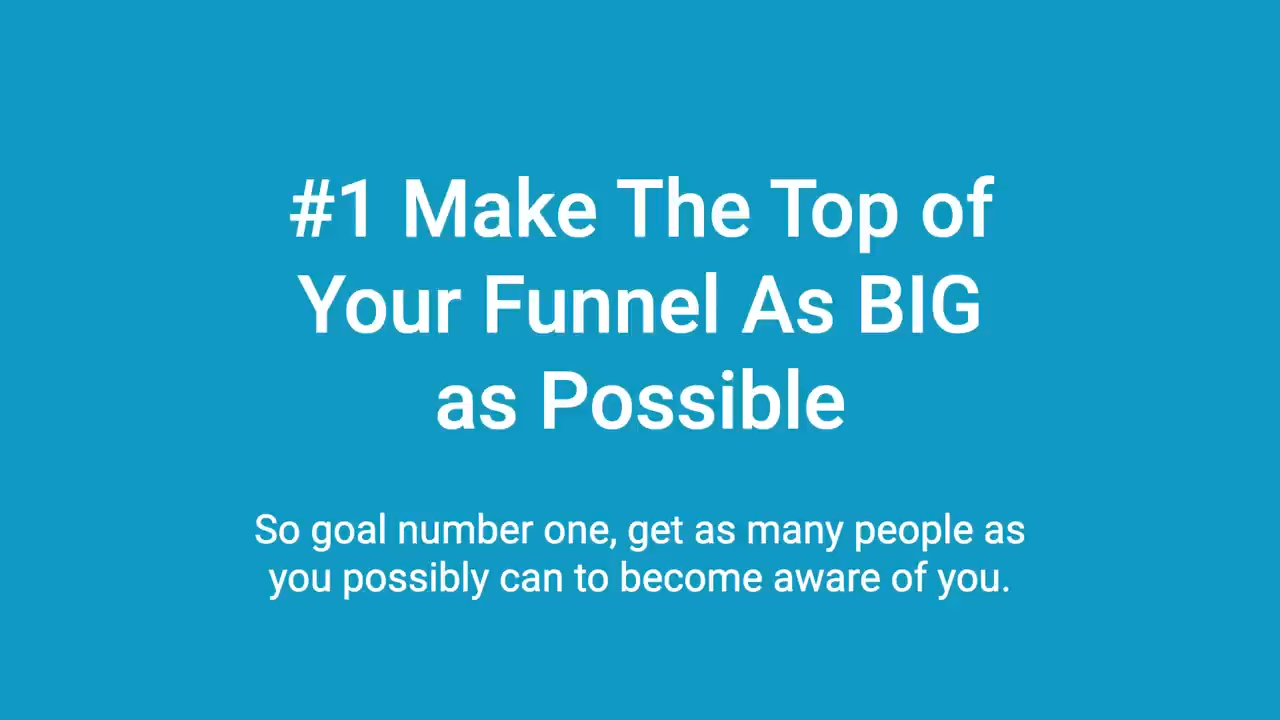 #1 Make The Top of
Your Funnel As BIG
as Possible
So goal number one, get as many people as
you possibly can to become aware of you.